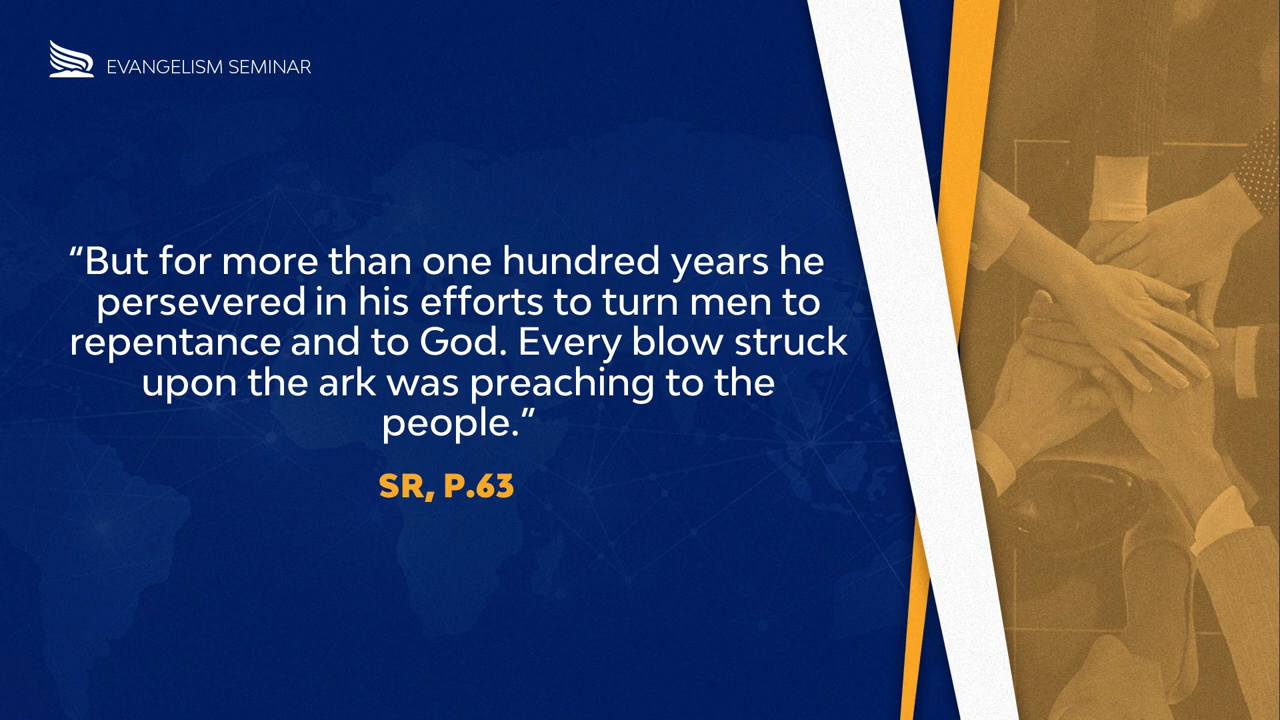 EVANGELISM SEMINAR
“But for more than one hundred years he
persevered in his efforts to turn men to
repentance and to God. Every blow struck
upon the ark was preaching to the
people.”
SR, P.63